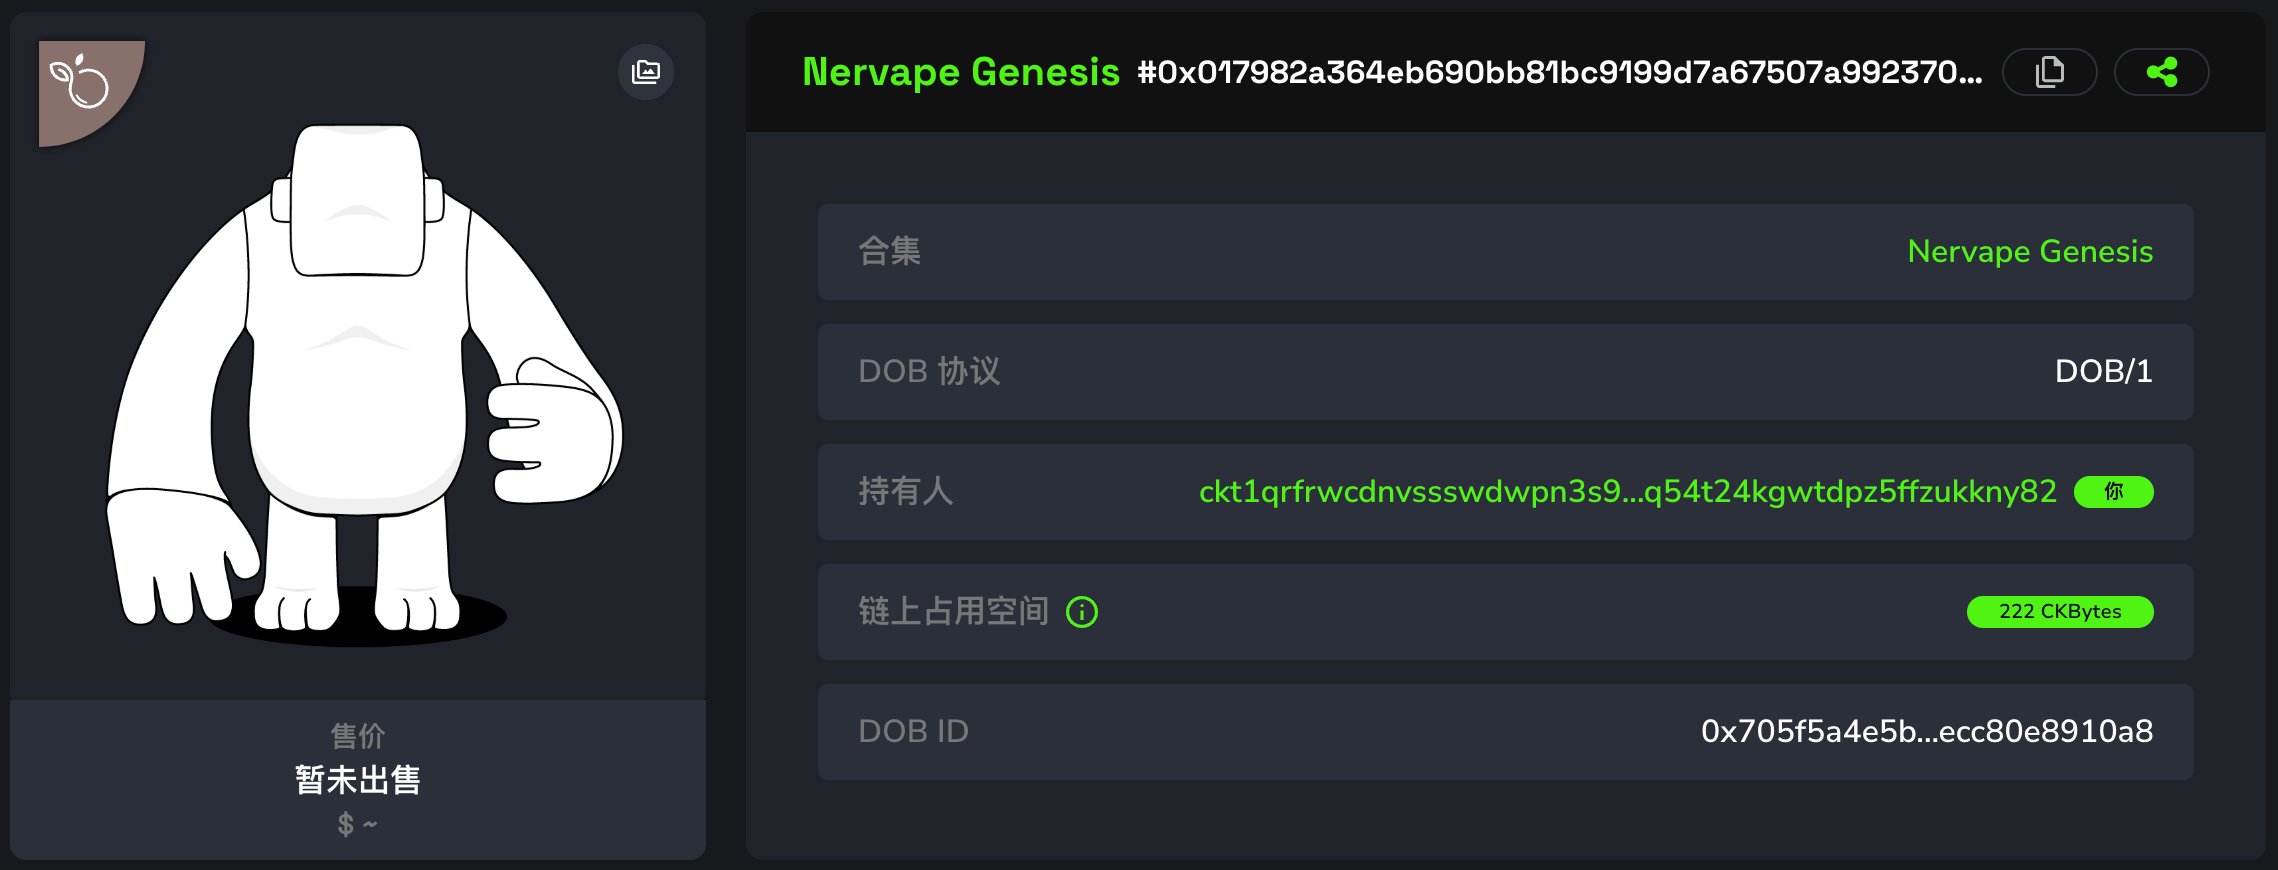 Nervape Genesis #0x017982a364eb690bb81bc9199d7a67507a992370...
合集 Nervape Genesis
DOB 协议 DOB/1
持有人 ckt1qrfrwcdnvssswdwpn3s9...q54t24kgwtdpz5ffzukkny82 你
链上占用空间 222 CKBytes
DOB ID 0x705f5a4e5b...ecc80e8910a8
售价
暂未出售
$ ~